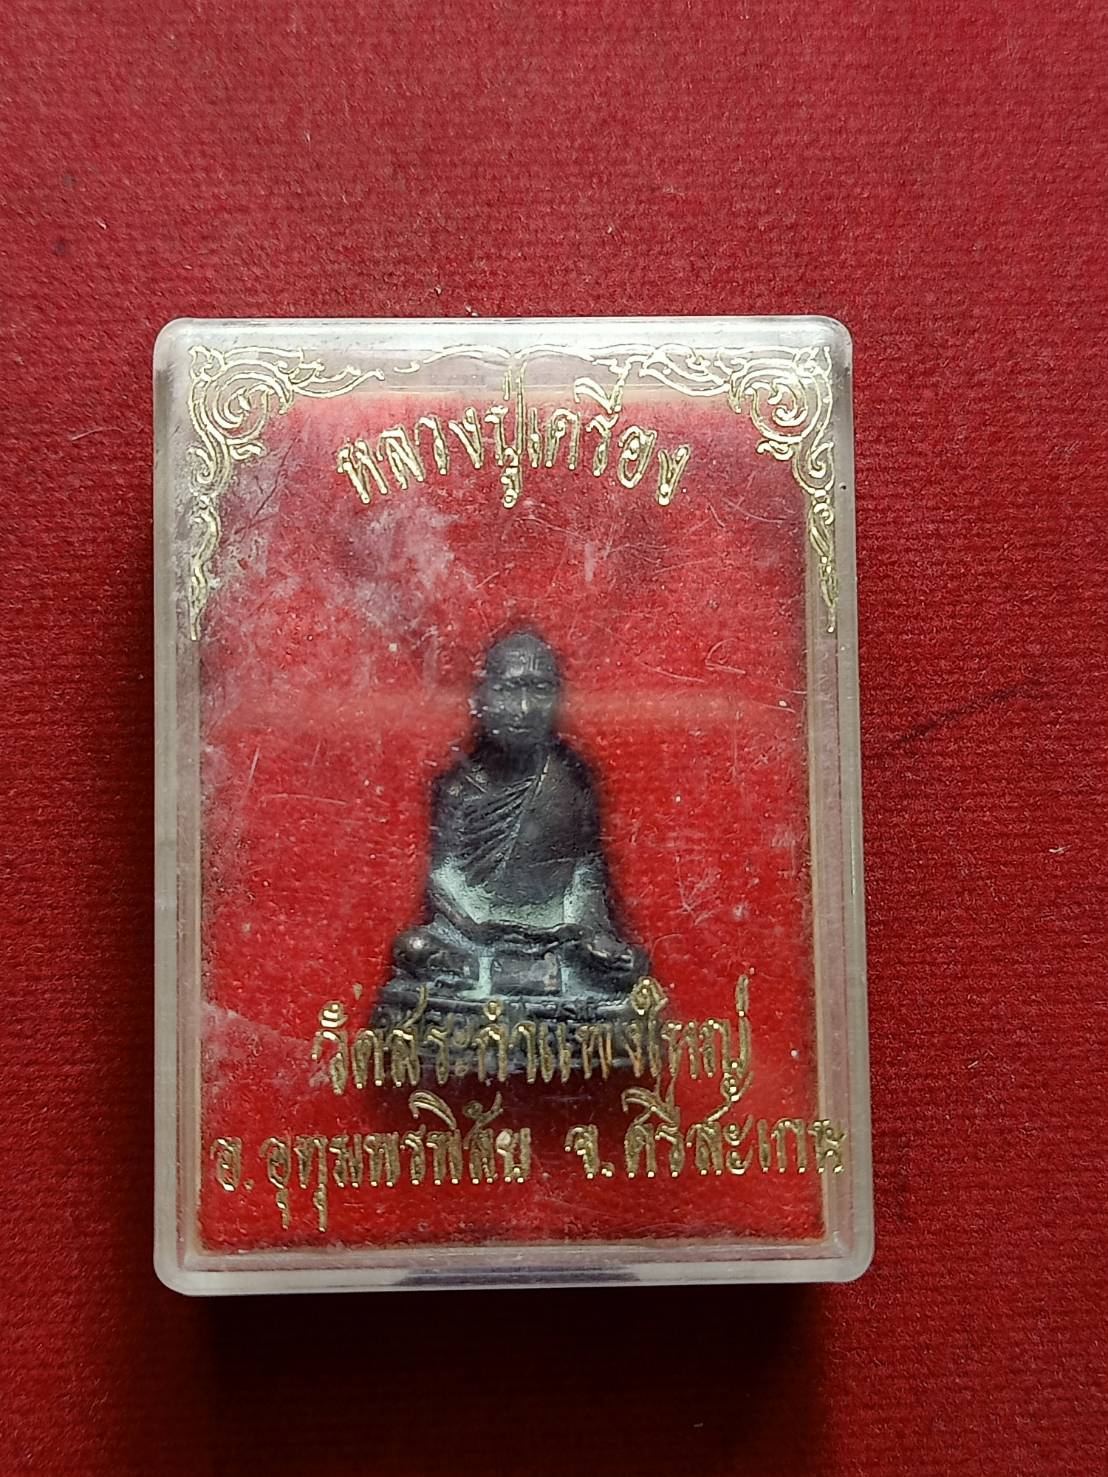 หลวงปู่เครื่อง
วัดสระกำแพงใหญ่
อ.อุทุมพรพิสัย จ.ศรีสะเกษ